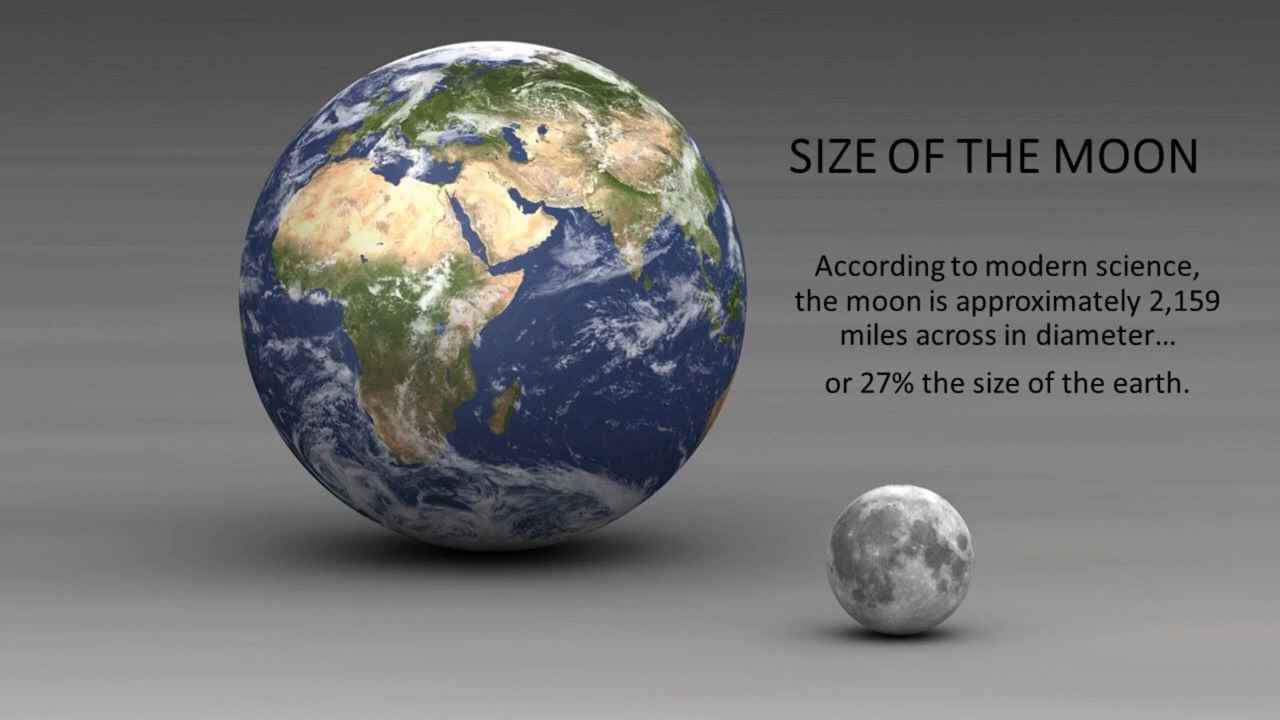 SIZE OF THE MOON
According to modern science,
the moon is approximately 2,159
miles across in diameter...
or 27% the size of the earth.